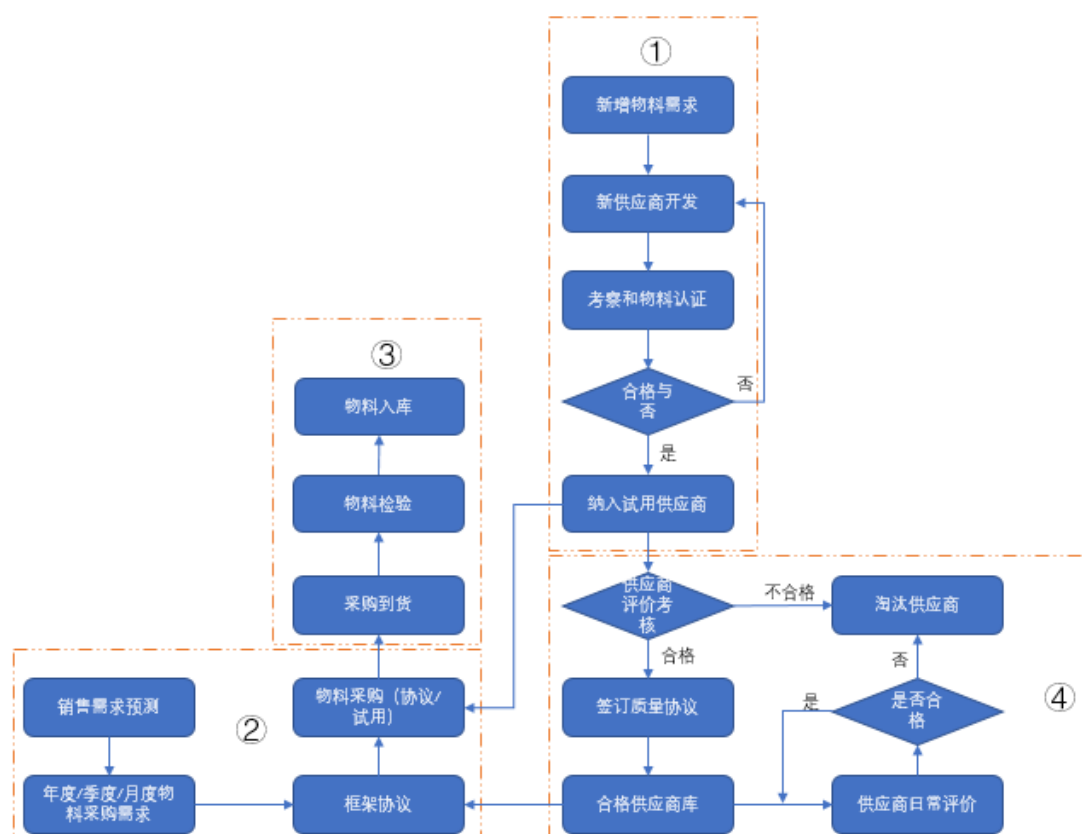 ①
新增物料需求
新供应商开发
考察和物料认证
合格与
否
否
是
纳入试用供应商
③
物料入库
物料检验
采购到货
②
销售需求预测
年度/季度/月度物
料采购需求
物料采购（协议/
试用）
框架协议
④
供应商
评价考
核
不合格
淘汰供应商
合格
签订质量协议
合格供应商库
否
是
是否合
格
供应商日常评价